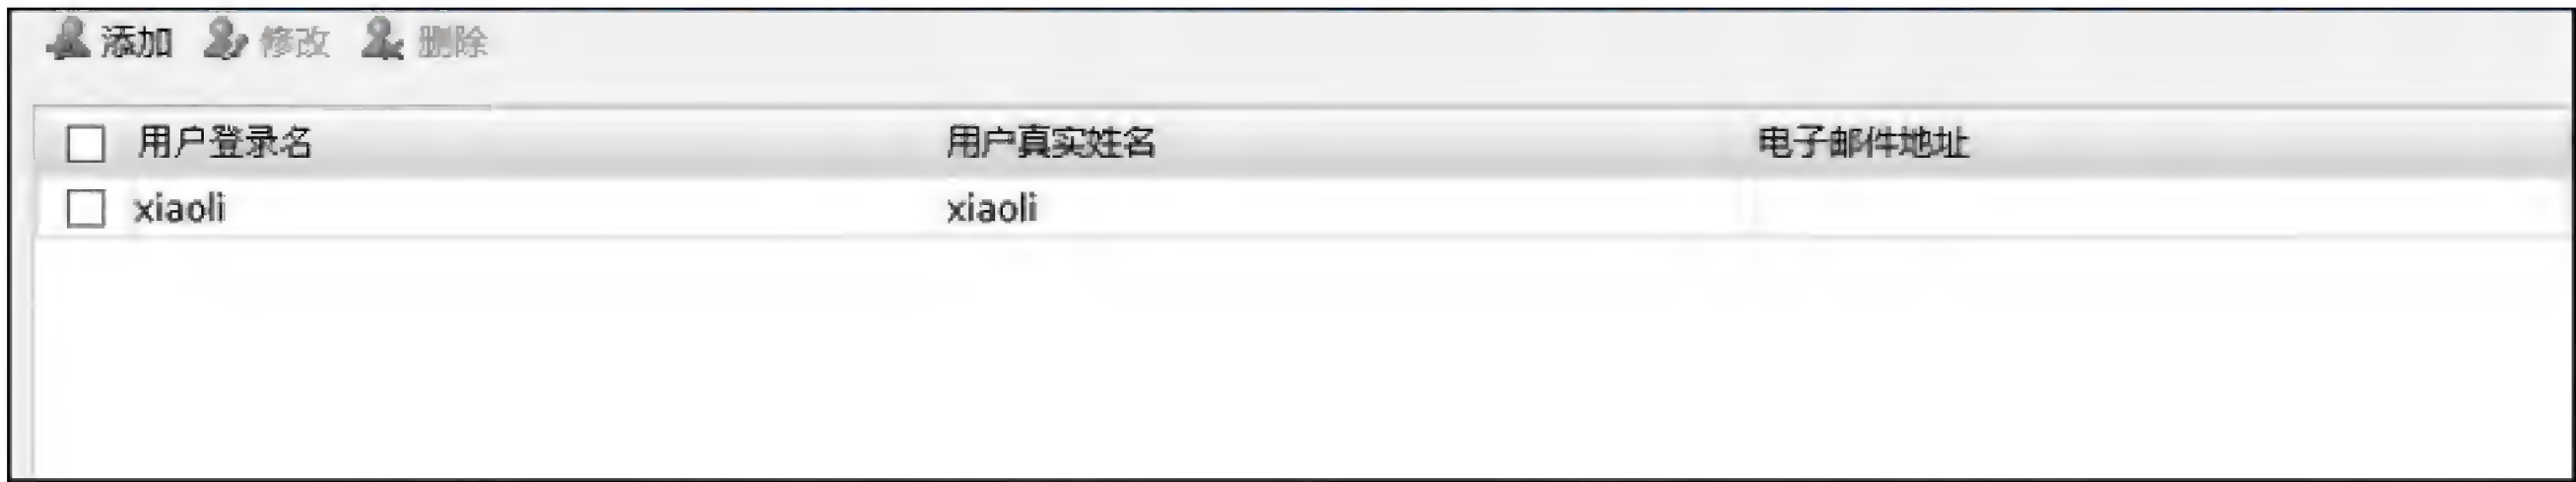 添加 修改 删除
用户登录名 用户真实姓名 电子邮件地址
xiaoli xiaoli